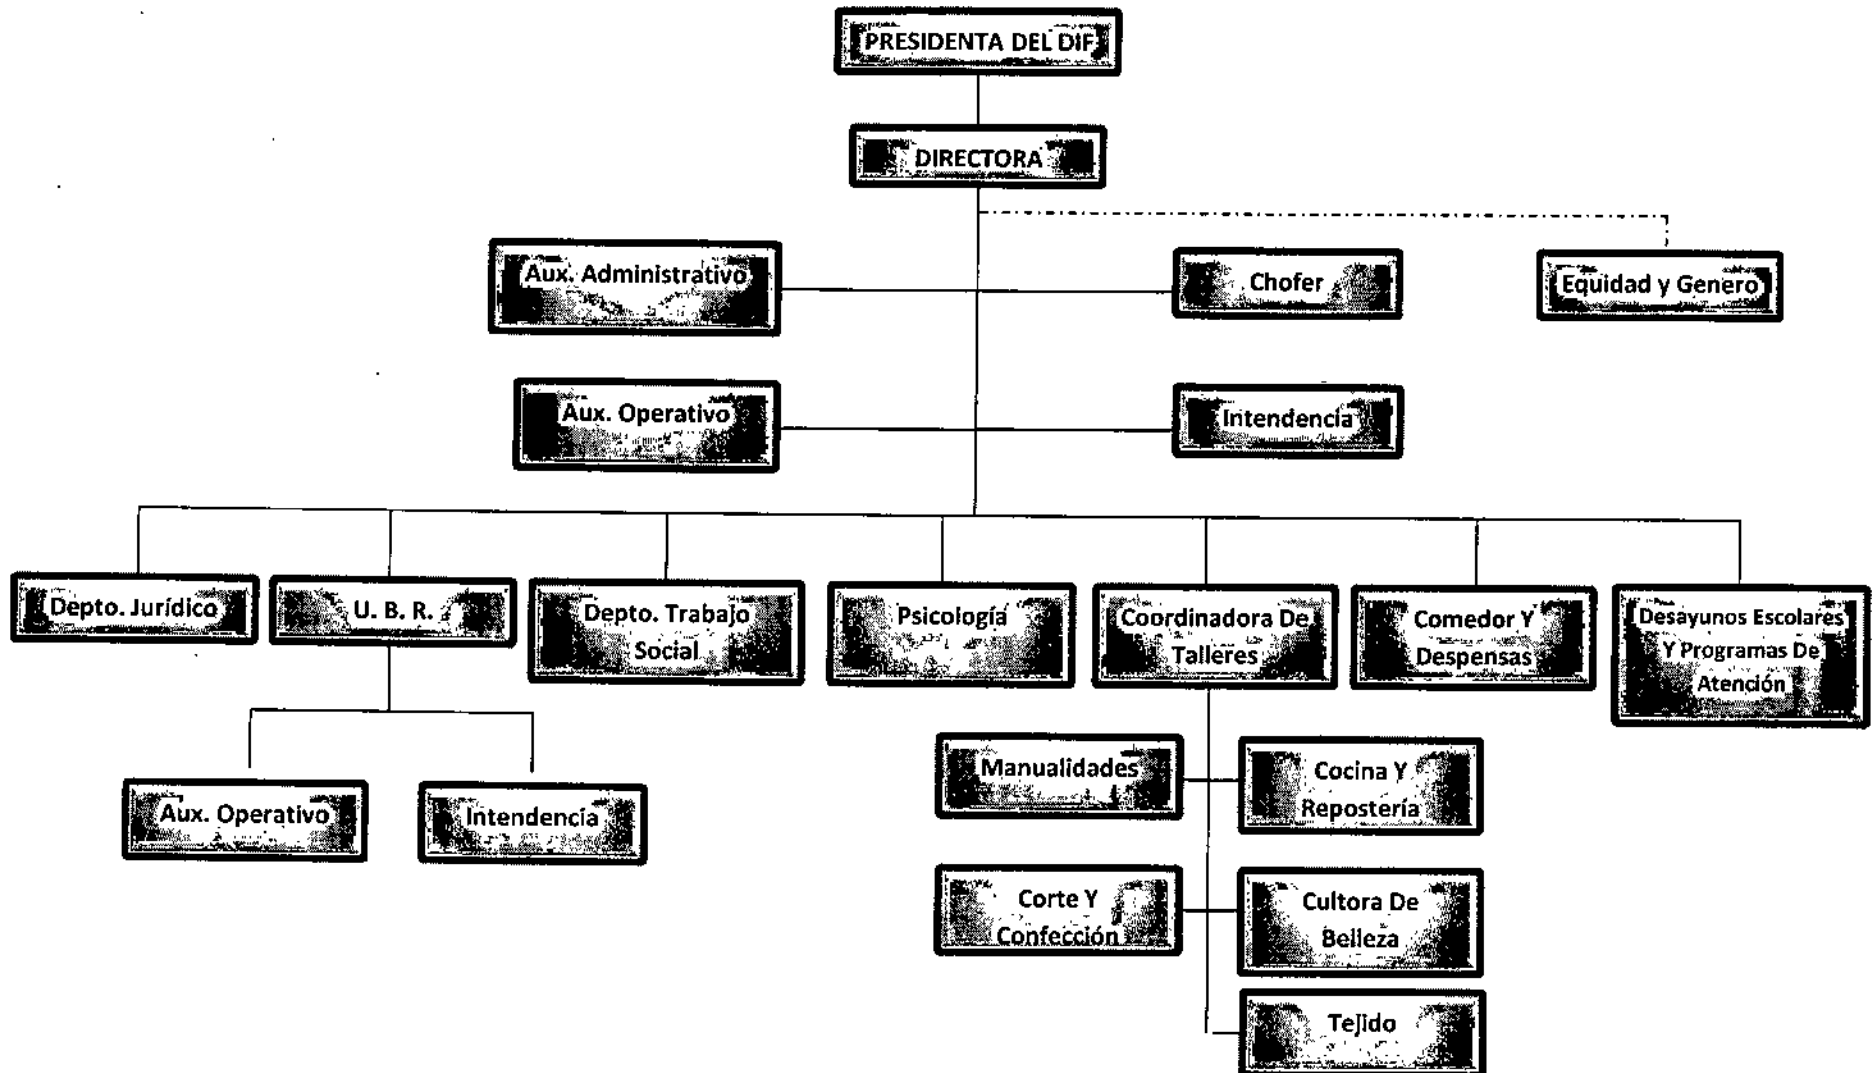 PRESIDENTA DEL DIF
DIRECTORA
Aux. Administrativo
Chofer
Equidad y Genero
Aux. Operativo
Intendencia
Depto. Jurídico
U. B. R.
Depto. Trabajo
Social
Psicología
Coordinadora De
Talleres
Comedor Y
Despensas
Desayunos Escolares
Y Programas De
Atención
Aux. Operativo
Intendencia
Manualidades
Cocina Y
Repostería
Corte Y
Confección
Cultora De
Belleza
Tejido